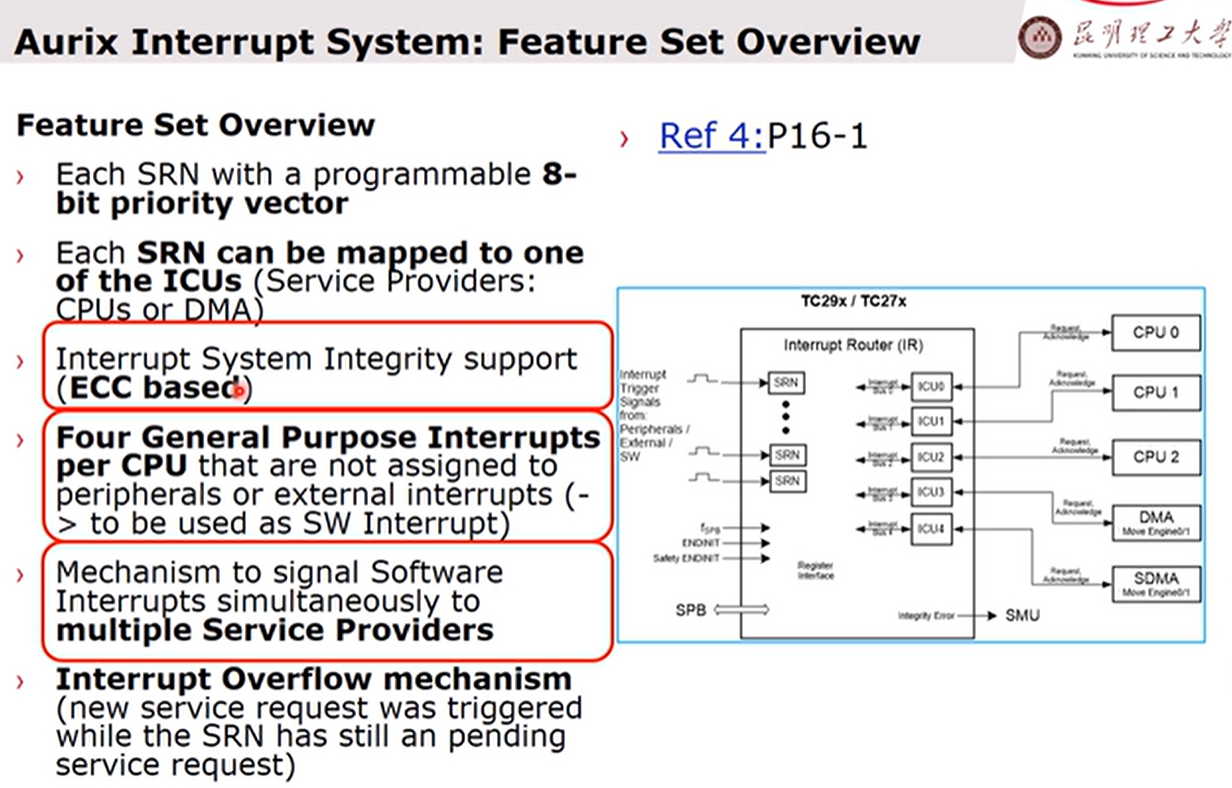 Aurix Interrupt System: Feature Set Overview
昆明理工大学
KUNMING UNIVERSITY OF SCIENCE AND TECHNOLOGY
Feature Set Overview
› Each SRN with a programmable 8-
bit priority vector
› Each SRN can be mapped to one
of the ICUs (Service Providers:
CPUs or DMA)
› Interrupt System Integrity support
(ECC based)
› Four General Purpose Interrupts
per CPU that are not assigned to
peripherals or external interrupts (-
> to be used as SW Interrupt)
› Mechanism to signal Software
Interrupts simultaneously to
multiple Service Providers
› Interrupt Overflow mechanism
(new service request was triggered
while the SRN has still an pending
service request)
› Ref 4:P16-1
TC29x / TC27x
Interrupt Router (IR)
Interrupt
Trigger
Signals
from:
Peripherals /
External /
SW
SRN
SRN
SRN
fSPB
ENDINIT
Safety ENDINIT
SPB
Register
Interface
Interrupt
Bus 0
ICU0
Interrupt
Bus 1
ICU1
Interrupt
Bus 2
ICU2
Interrupt
Bus 3
ICU3
Interrupt
Bus 4
ICU4
Request,
Acknowledge
CPU 0
Request,
Acknowledge
CPU 1
Request,
Acknowledge
CPU 2
Request,
Acknowledge
DMA
Move Engine0/1
Request,
Acknowledge
SDMA
Move Engine0/1
Integrity Error
SMU